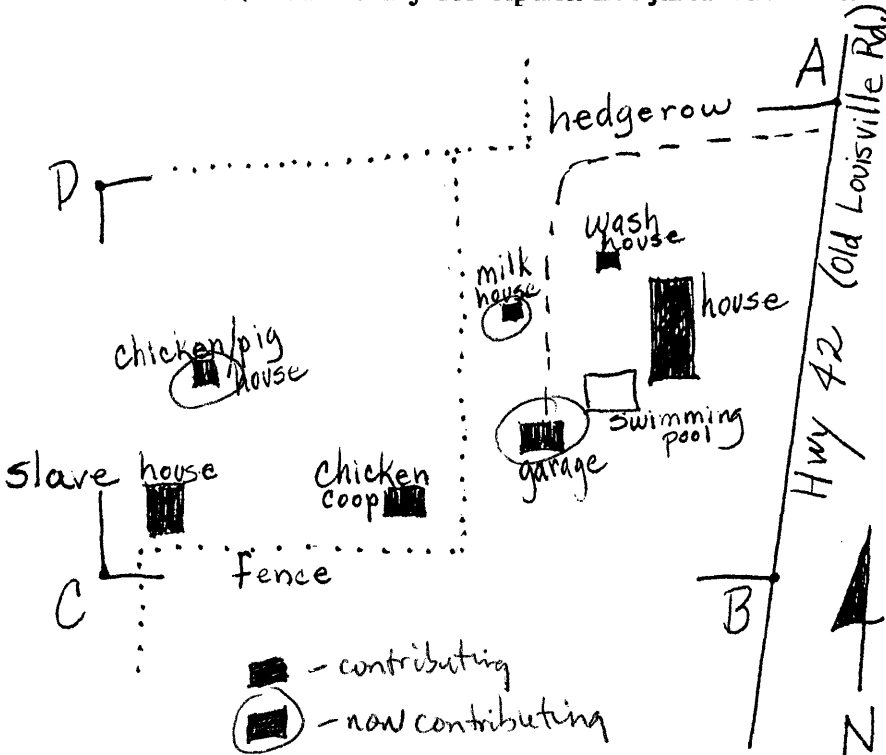 A
hedgerow
Hwy 42 (Old Louisville Rd.)
D
wash
house
milk
house
house
chicken/pig
house
swimming
pool
garage
slave house
chicken
coop
fence
C
B
- contributing
- non contributing
N